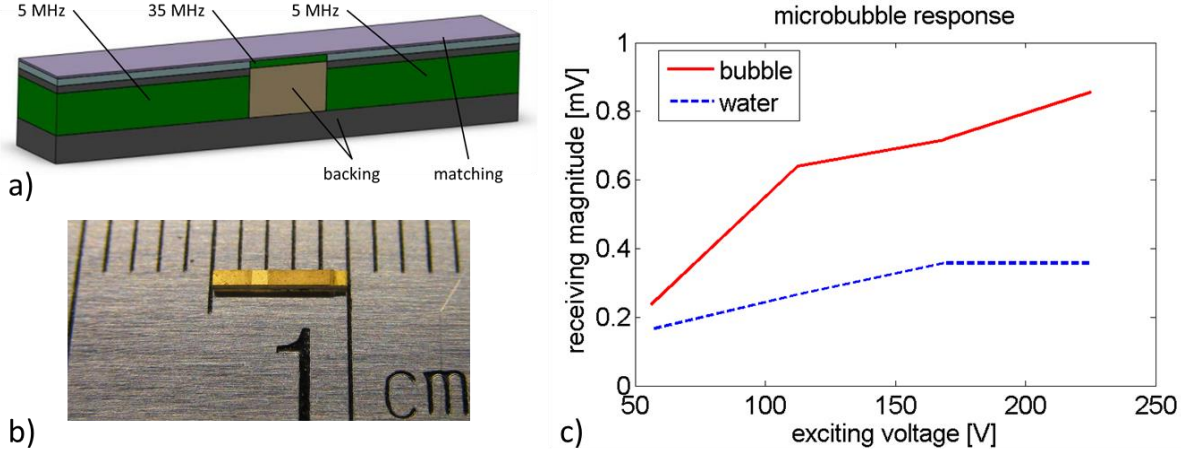 5 MHz 35 MHz 5 MHz
backing matching
a)
1
cm
b)
microbubble response
1
0.8
0.6
0.4
0.2
0
receiving magnitude [mV]
bubble
water
50 100 150 200 250
exciting voltage [V]
c)